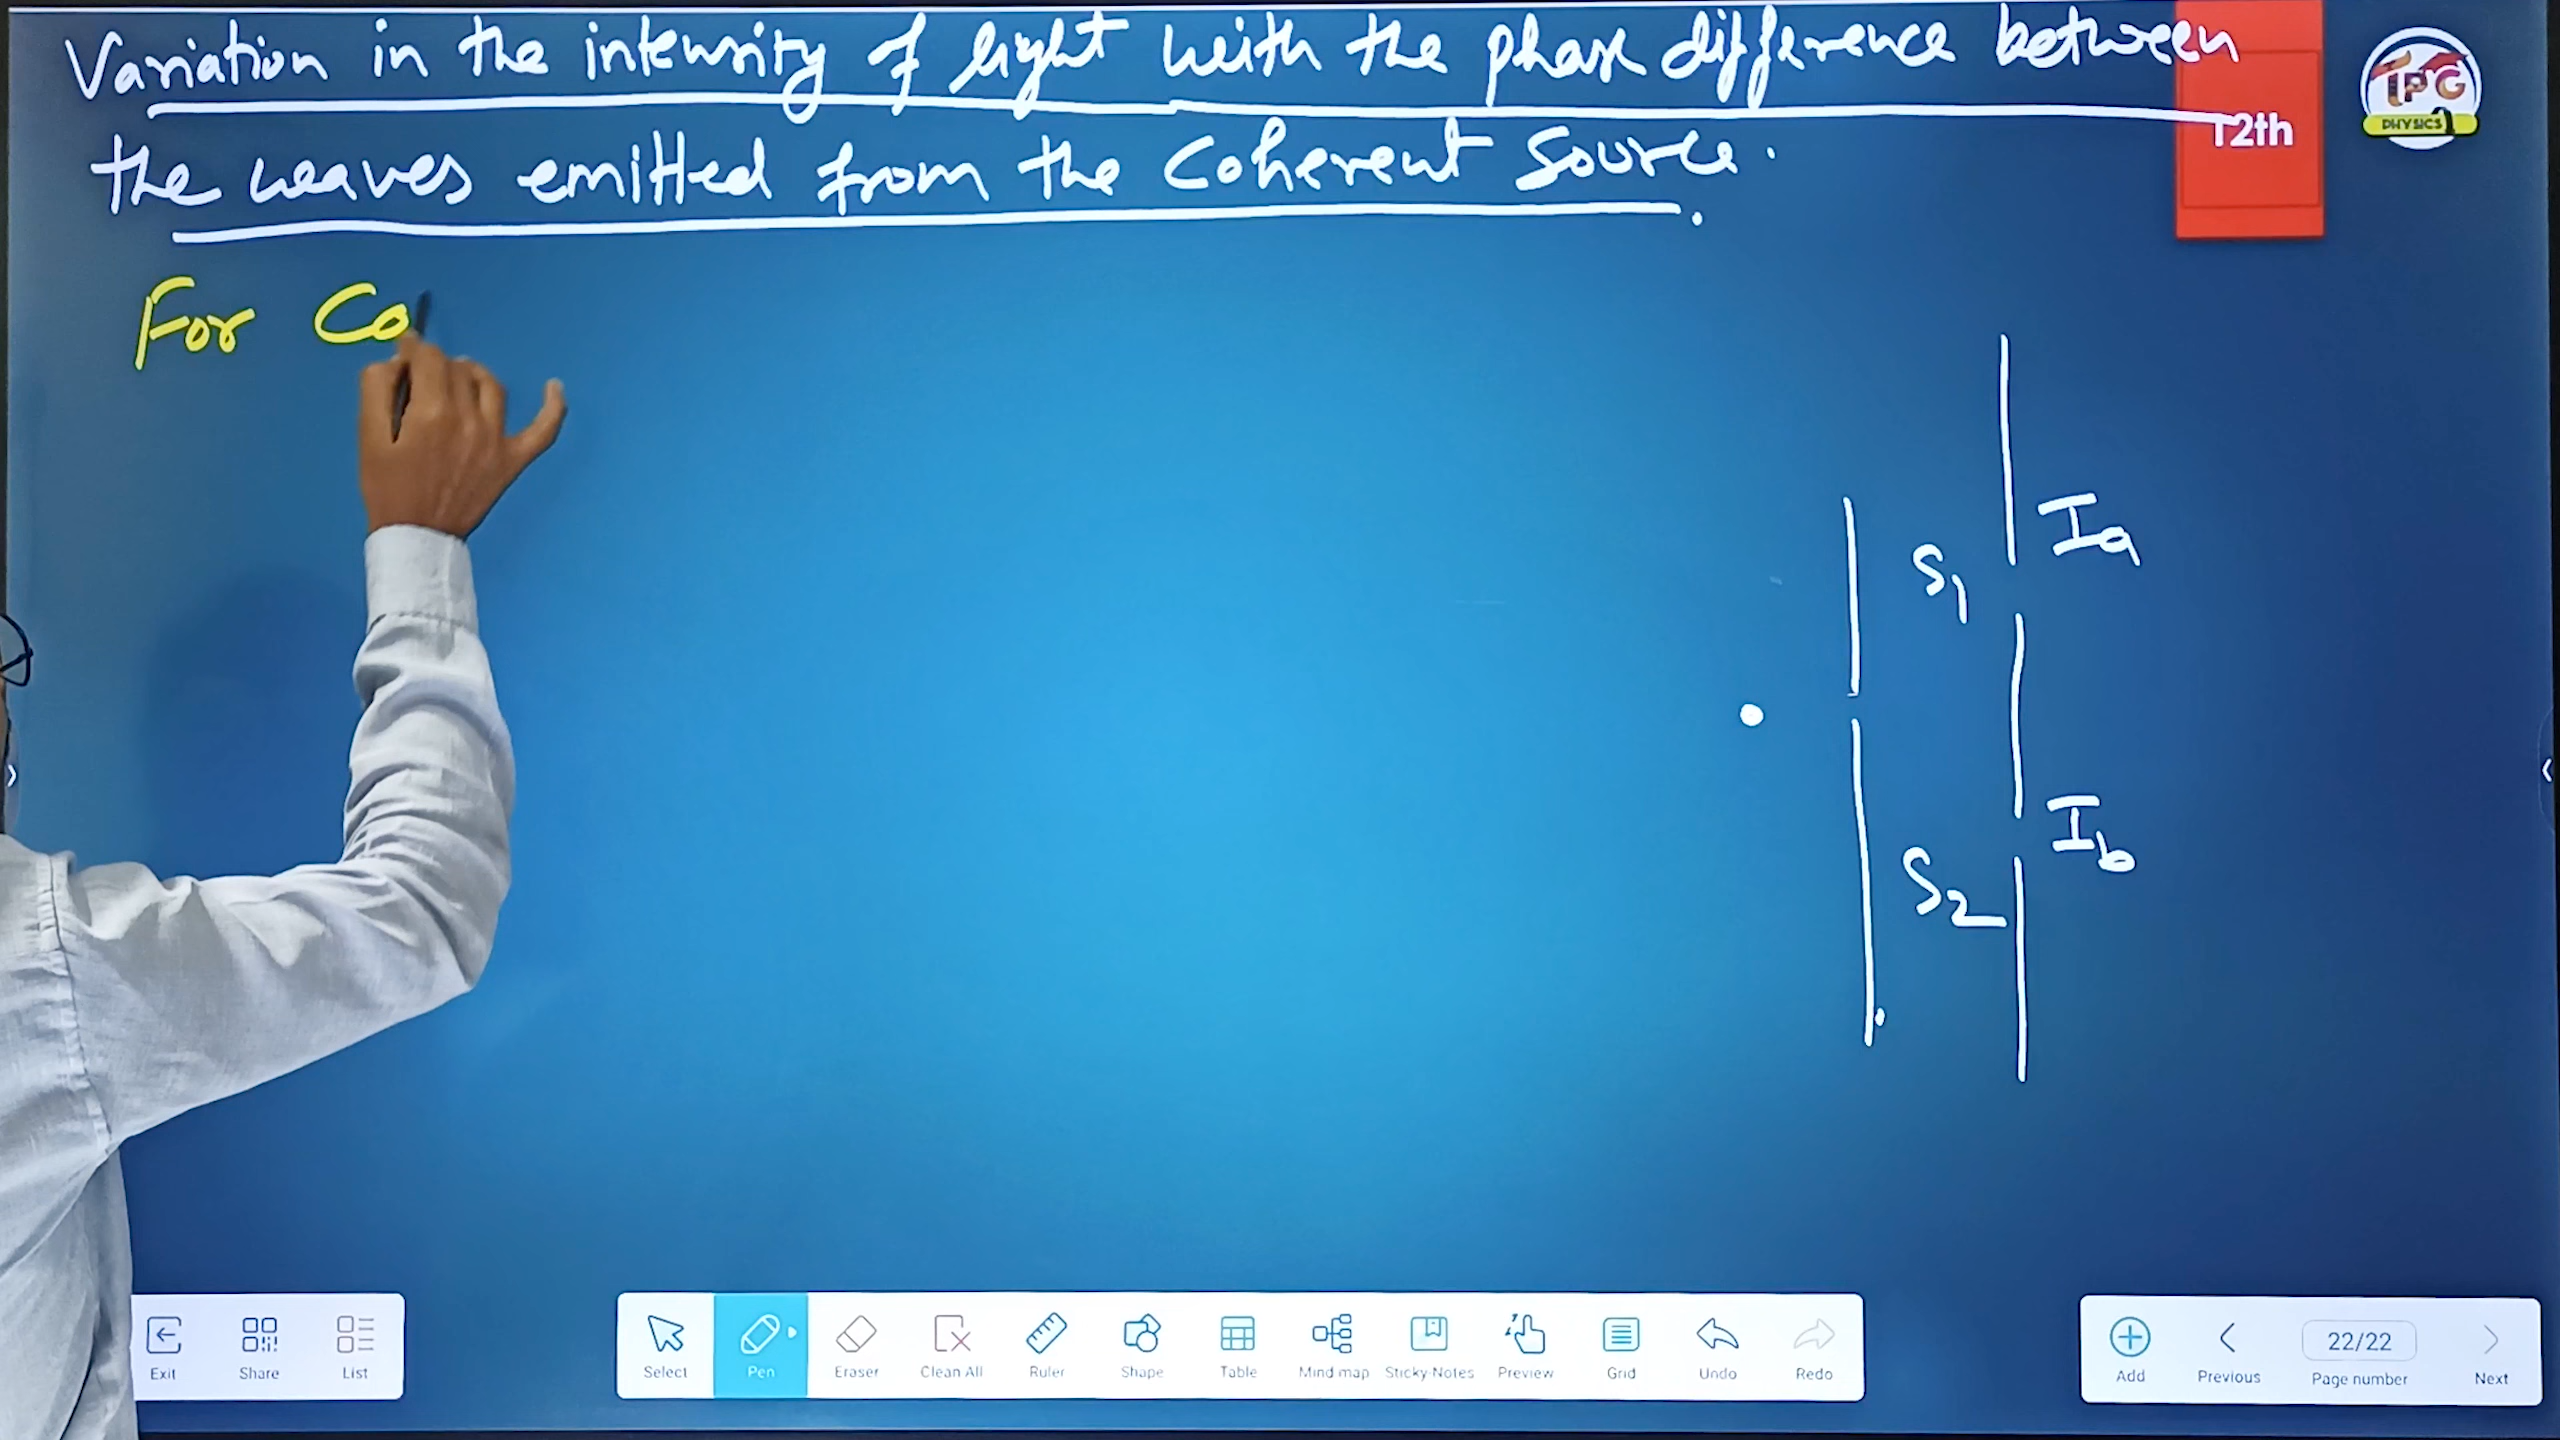 Variation in the intensity of light with the phase difference between
the waves emitted from the Coherent Source.
12th
TPG
PHYSICS
For Co
S1
Ia
Ib
S2
Exit
Share
List
Select
Pen
Eraser
Clean All
Ruler
Shape
Table
Mind map
Sticky-Notes
Preview
Grid
Undo
Redo
Add
Previous
22/22
Page number
Next